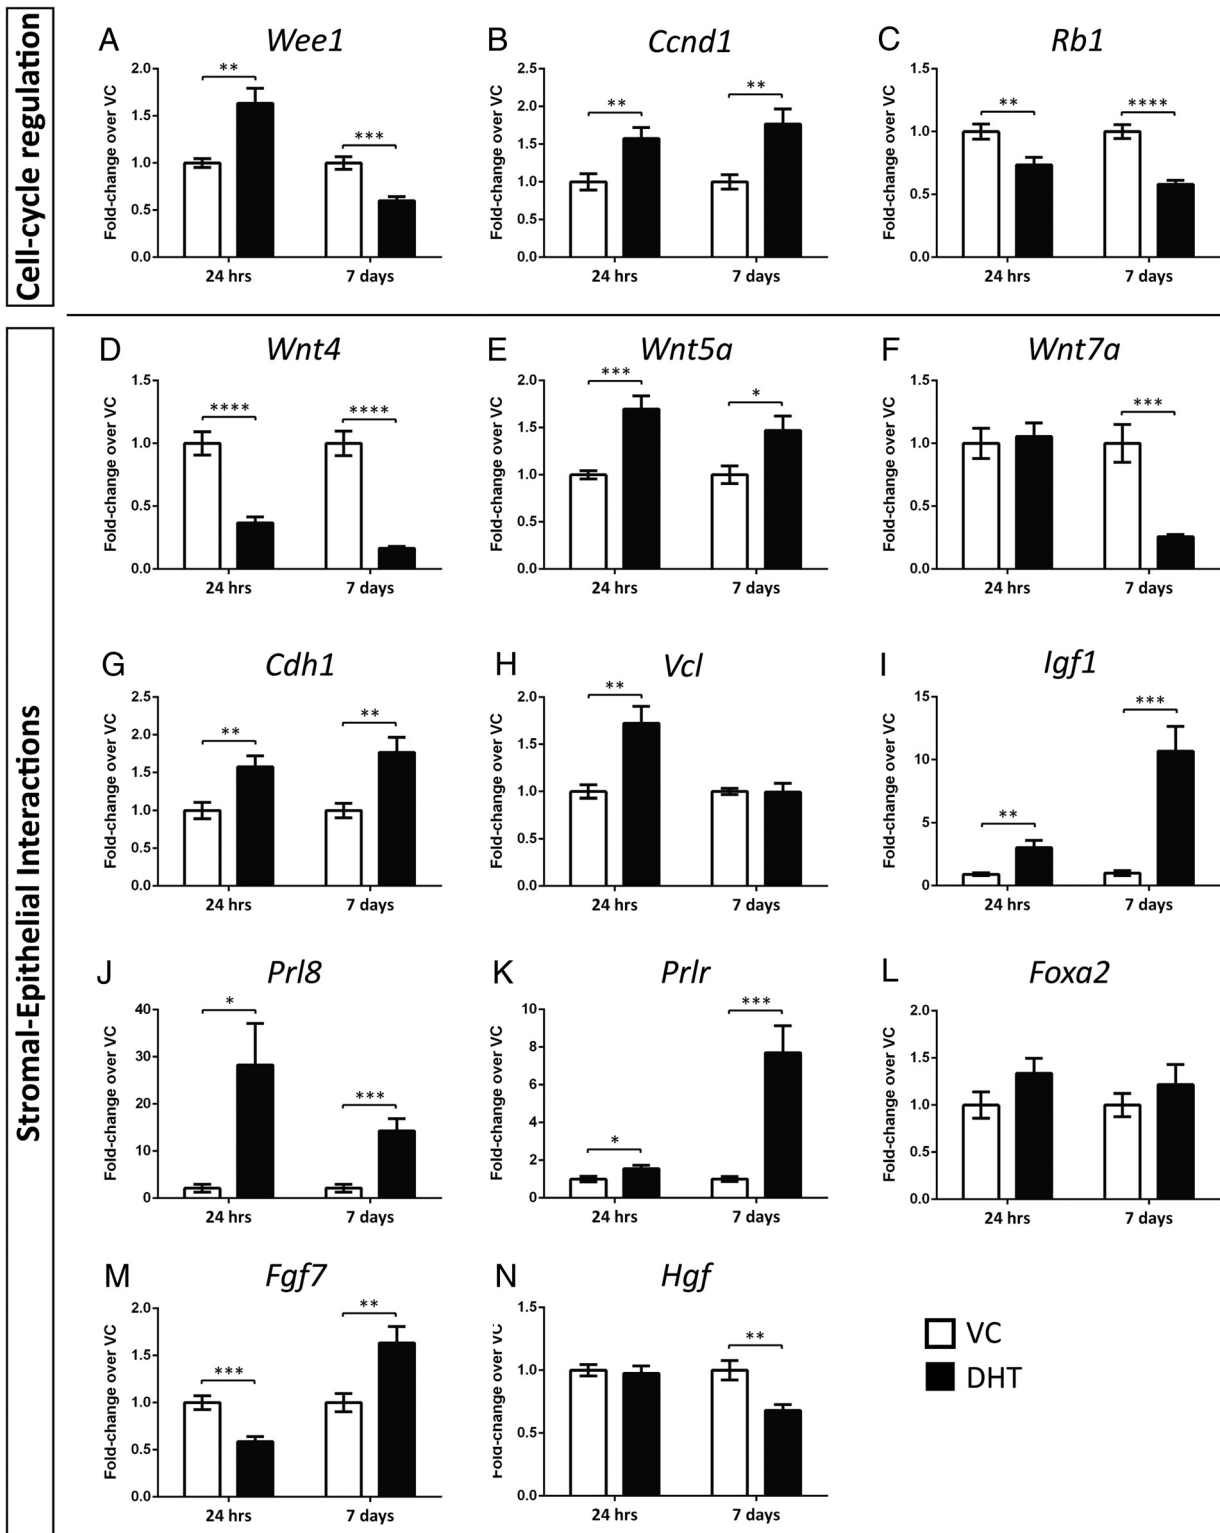 Cell-cycle regulation
A Wee1
Fold-change over VC
2.0
1.5
1.0
0.5
0.0
**
***
24 hrs 7 days
B Ccnd1
Fold-change over VC
2.5
2.0
1.5
1.0
0.5
0.0
**
**
24 hrs 7 days
C Rb1
Fold-change over VC
1.5
1.0
0.5
0.0
**
****
24 hrs 7 days
Stromal-Epithelial Interactions
D Wnt4
Fold-change over VC
1.5
1.0
0.5
0.0
****
****
24 hrs 7 days
E Wnt5a
Fold-change over VC
2.0
1.5
1.0
0.5
0.0
***
*
24 hrs 7 days
F Wnt7a
Fold-change over VC
1.5
1.0
0.5
0.0
***
24 hrs 7 days
G Cdh1
Fold-change over VC
2.5
2.0
1.5
1.0
0.5
0.0
**
**
24 hrs 7 days
H Vcl
Fold-change over VC
2.0
1.5
1.0
0.5
0.0
**
24 hrs 7 days
I Igf1
Fold-change over VC
15
10
5
0
**
***
24 hrs 7 days
J Prl8
Fold-change over VC
40
30
20
10
0
*
***
24 hrs 7 days
K Prlr
Fold-change over VC
10
8
6
4
2
0
*
***
24 hrs 7 days
L Foxa2
Fold-change over VC
2.0
1.5
1.0
0.5
0.0
24 hrs 7 days
M Fgf7
Fold-change over VC
2.0
1.5
1.0
0.5
0.0
***
**
24 hrs 7 days
N Hgf
Fold-change over VC
1.5
1.0
0.5
0.0
**
24 hrs 7 days
VC
DHT